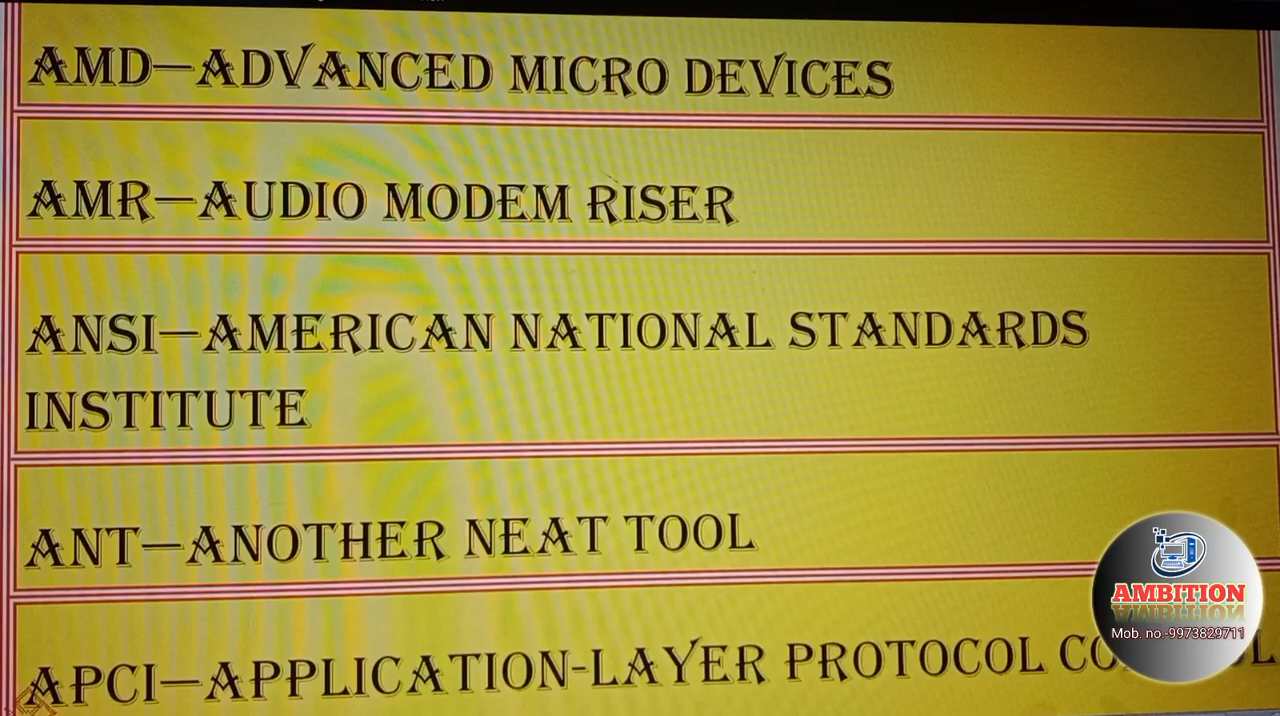 AMD—ADVANCED MICRO DEVICES
AMR—AUDIO MODEM RISER
ANSI—AMERICAN NATIONAL STANDARDS
INSTITUTE
ANT—ANOTHER NEAT TOOL
APCI—APPLICATION-LAYER PROTOCOL
AMBITION
Mob. no.-9973829711